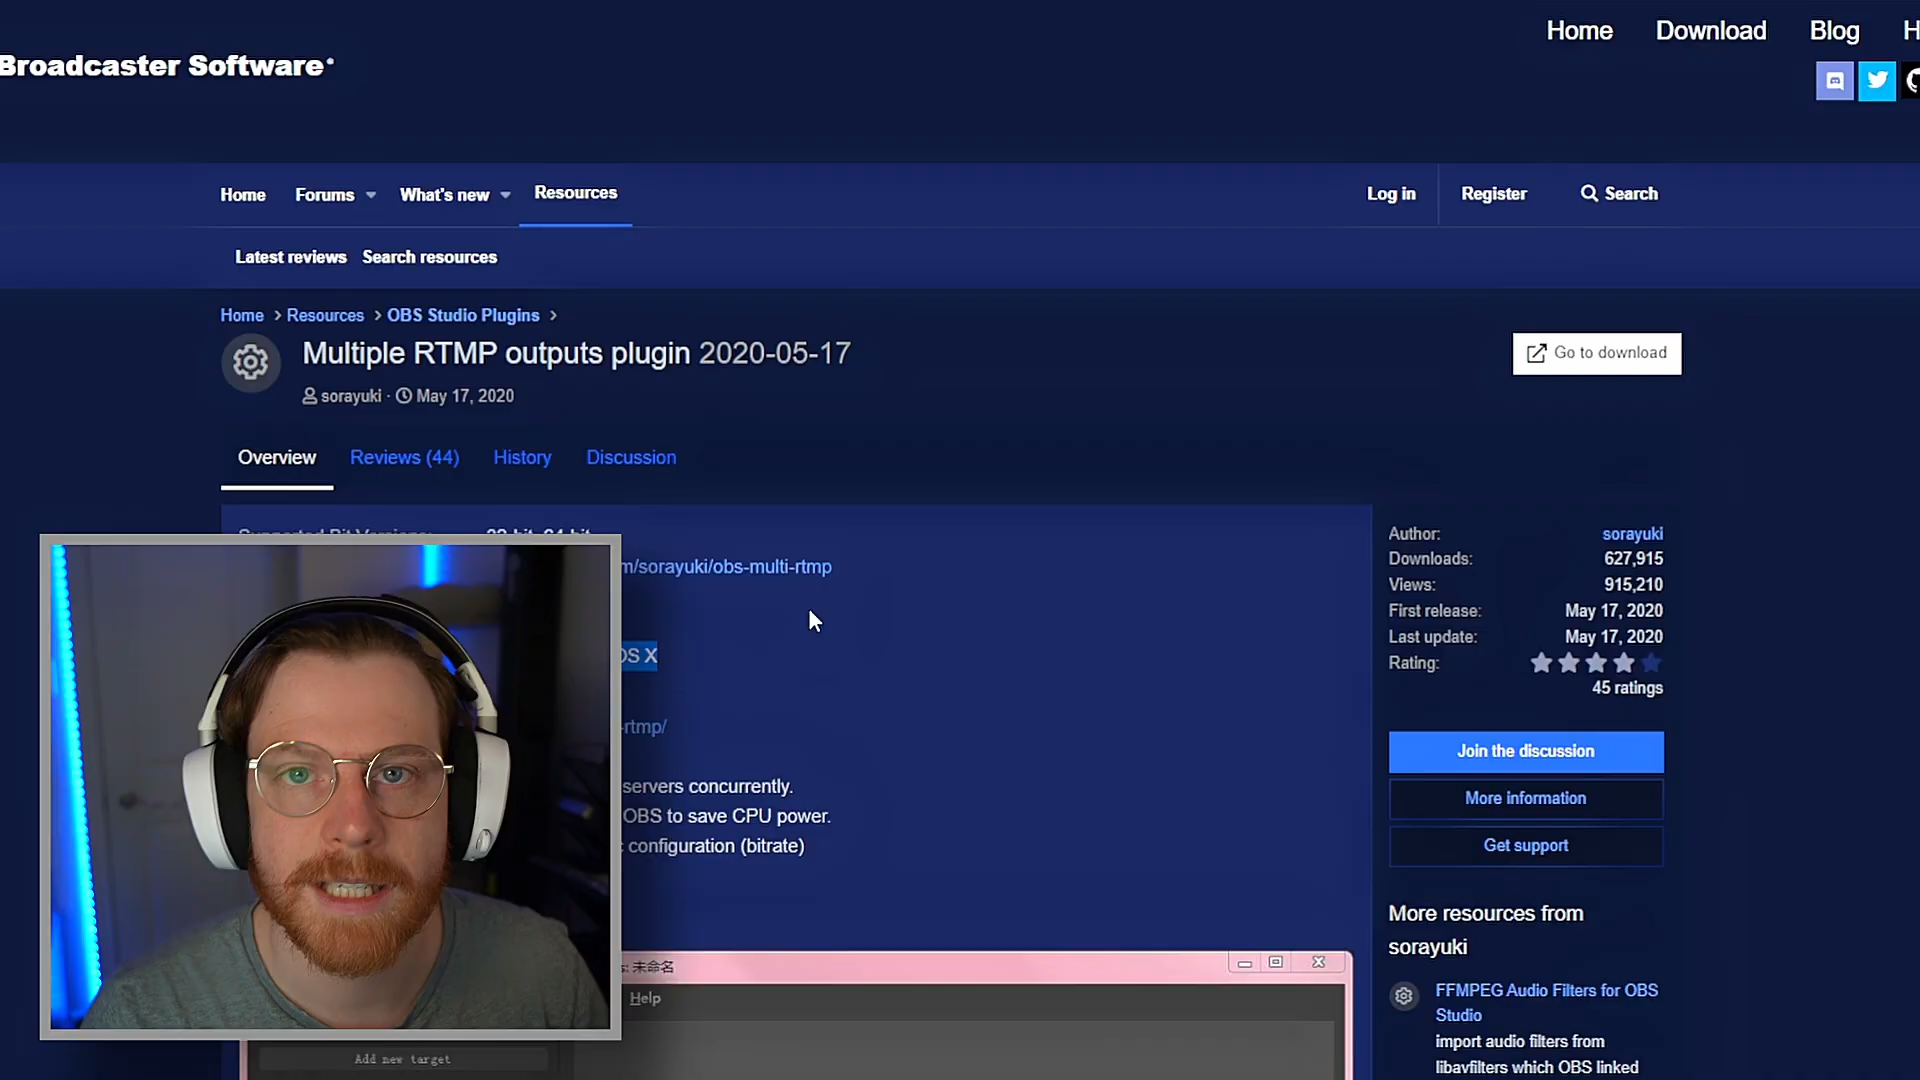 Home Download Blog H
Broadcaster Software
Home Forums What's new Resources Log in Register Search
Latest reviews Search resources
Home > Resources > OBS Studio Plugins >
Multiple RTMP outputs plugin 2020-05-17
Go to download
sorayuki · May 17, 2020
Overview Reviews (44) History Discussion
m/sorayuki/obs-multi-rtmp
OS X
-rtmp/
servers concurrently.
OBS to save CPU power.
configuration (bitrate)
Author: sorayuki
Downloads: 627,915
Views: 915,210
First release: May 17, 2020
Last update: May 17, 2020
Rating:
45 ratings
Join the discussion
More information
Get support
More resources from
sorayuki
FFMPEG Audio Filters for OBS
Studio
import audio filters from
libavfilters which OBS linked
: 未命名
Help
Add new target